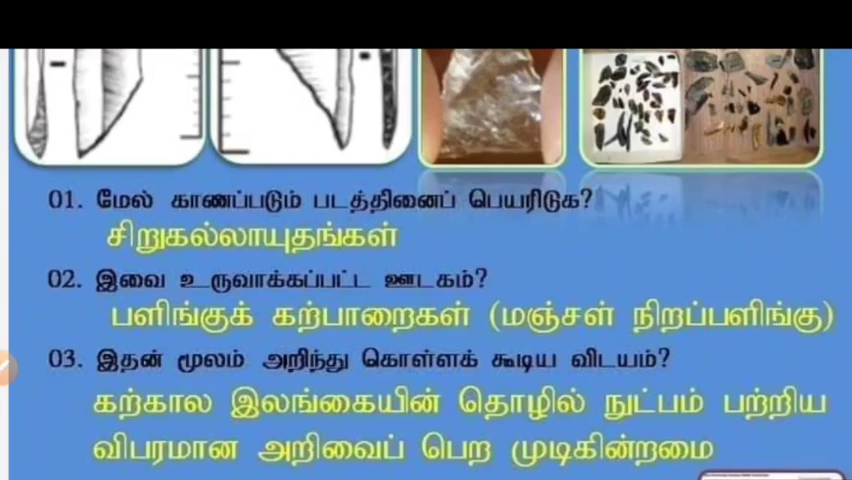 01. மேல் காணப்படும் படத்தினைப் பெயரிடுக?
சிறுகல்லாயுதங்கள்
02. இவை உருவாக்கப்பட்ட ஊடகம்?
பளிங்குக் கற்பாறைகள் (மஞ்சள் நிறப்பளிங்கு)
03. இதன் மூலம் அறிந்து கொள்ளக் கூடிய விடயம்?
கற்கால இலங்கையின் தொழில் நுட்பம் பற்றிய
விபரமான அறிவைப் பெற முடிகின்றமை